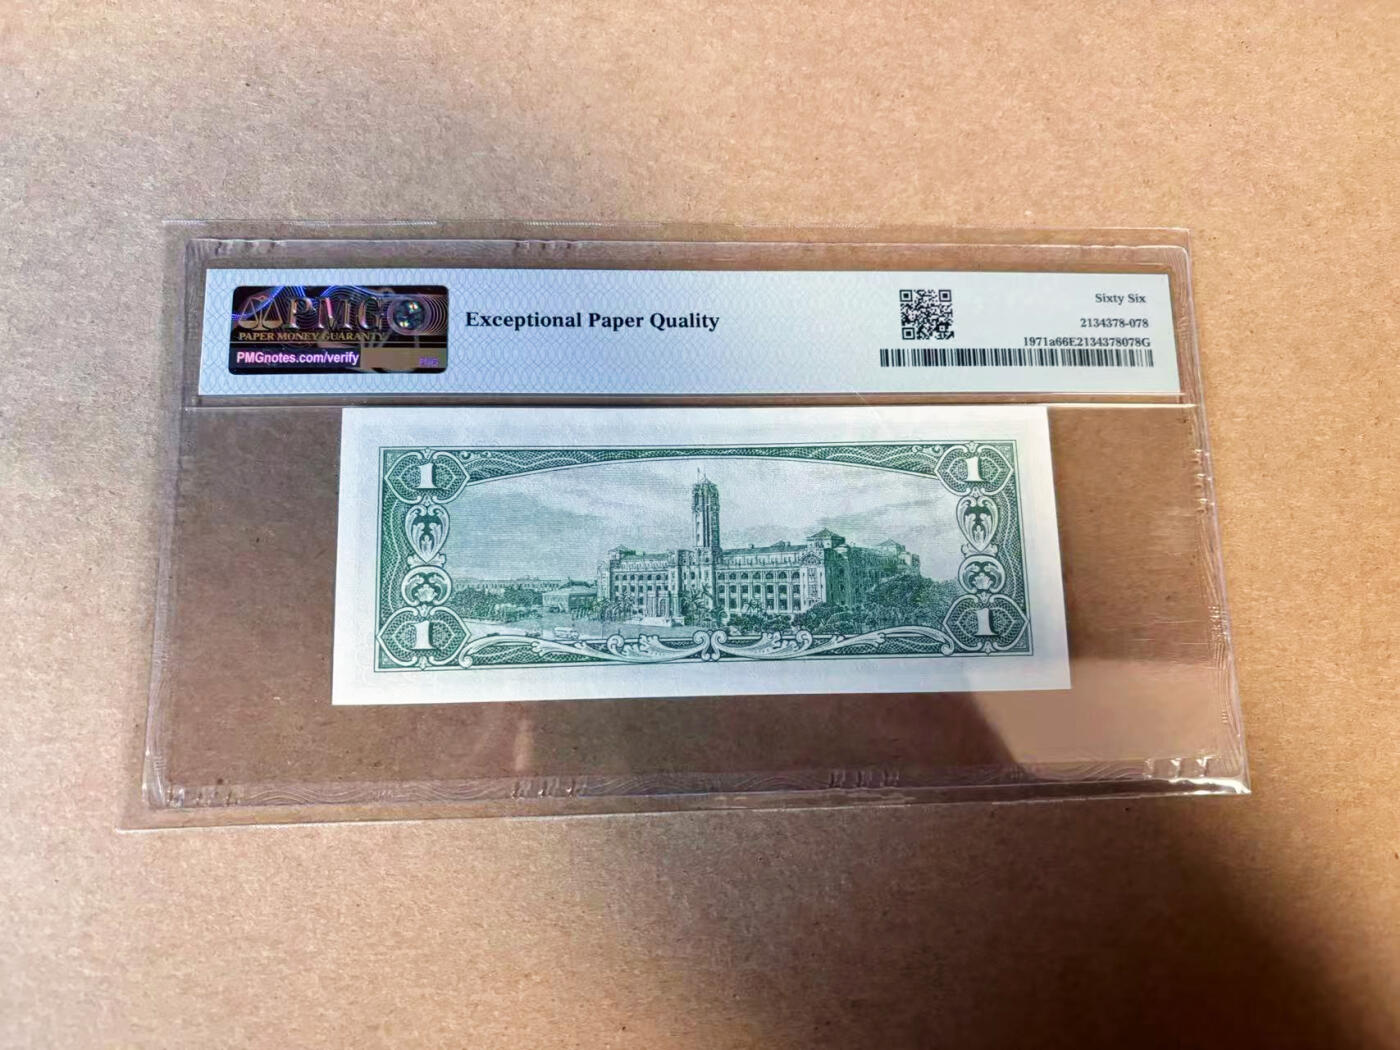 PMG
PAPER MONEY GUARANTY
PMGnotes.com/verify
PMG
Exceptional Paper Quality
Sixty Six
2134378-078
1971a66E2134378078G
1
1
1
1